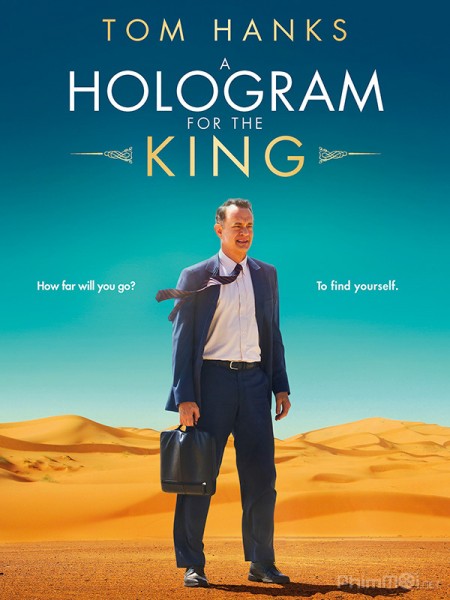 TOM HANKS
A
HOLOGRAM
FOR THE
KING
How far will you go?
To find yourself.
PhimMoi.net